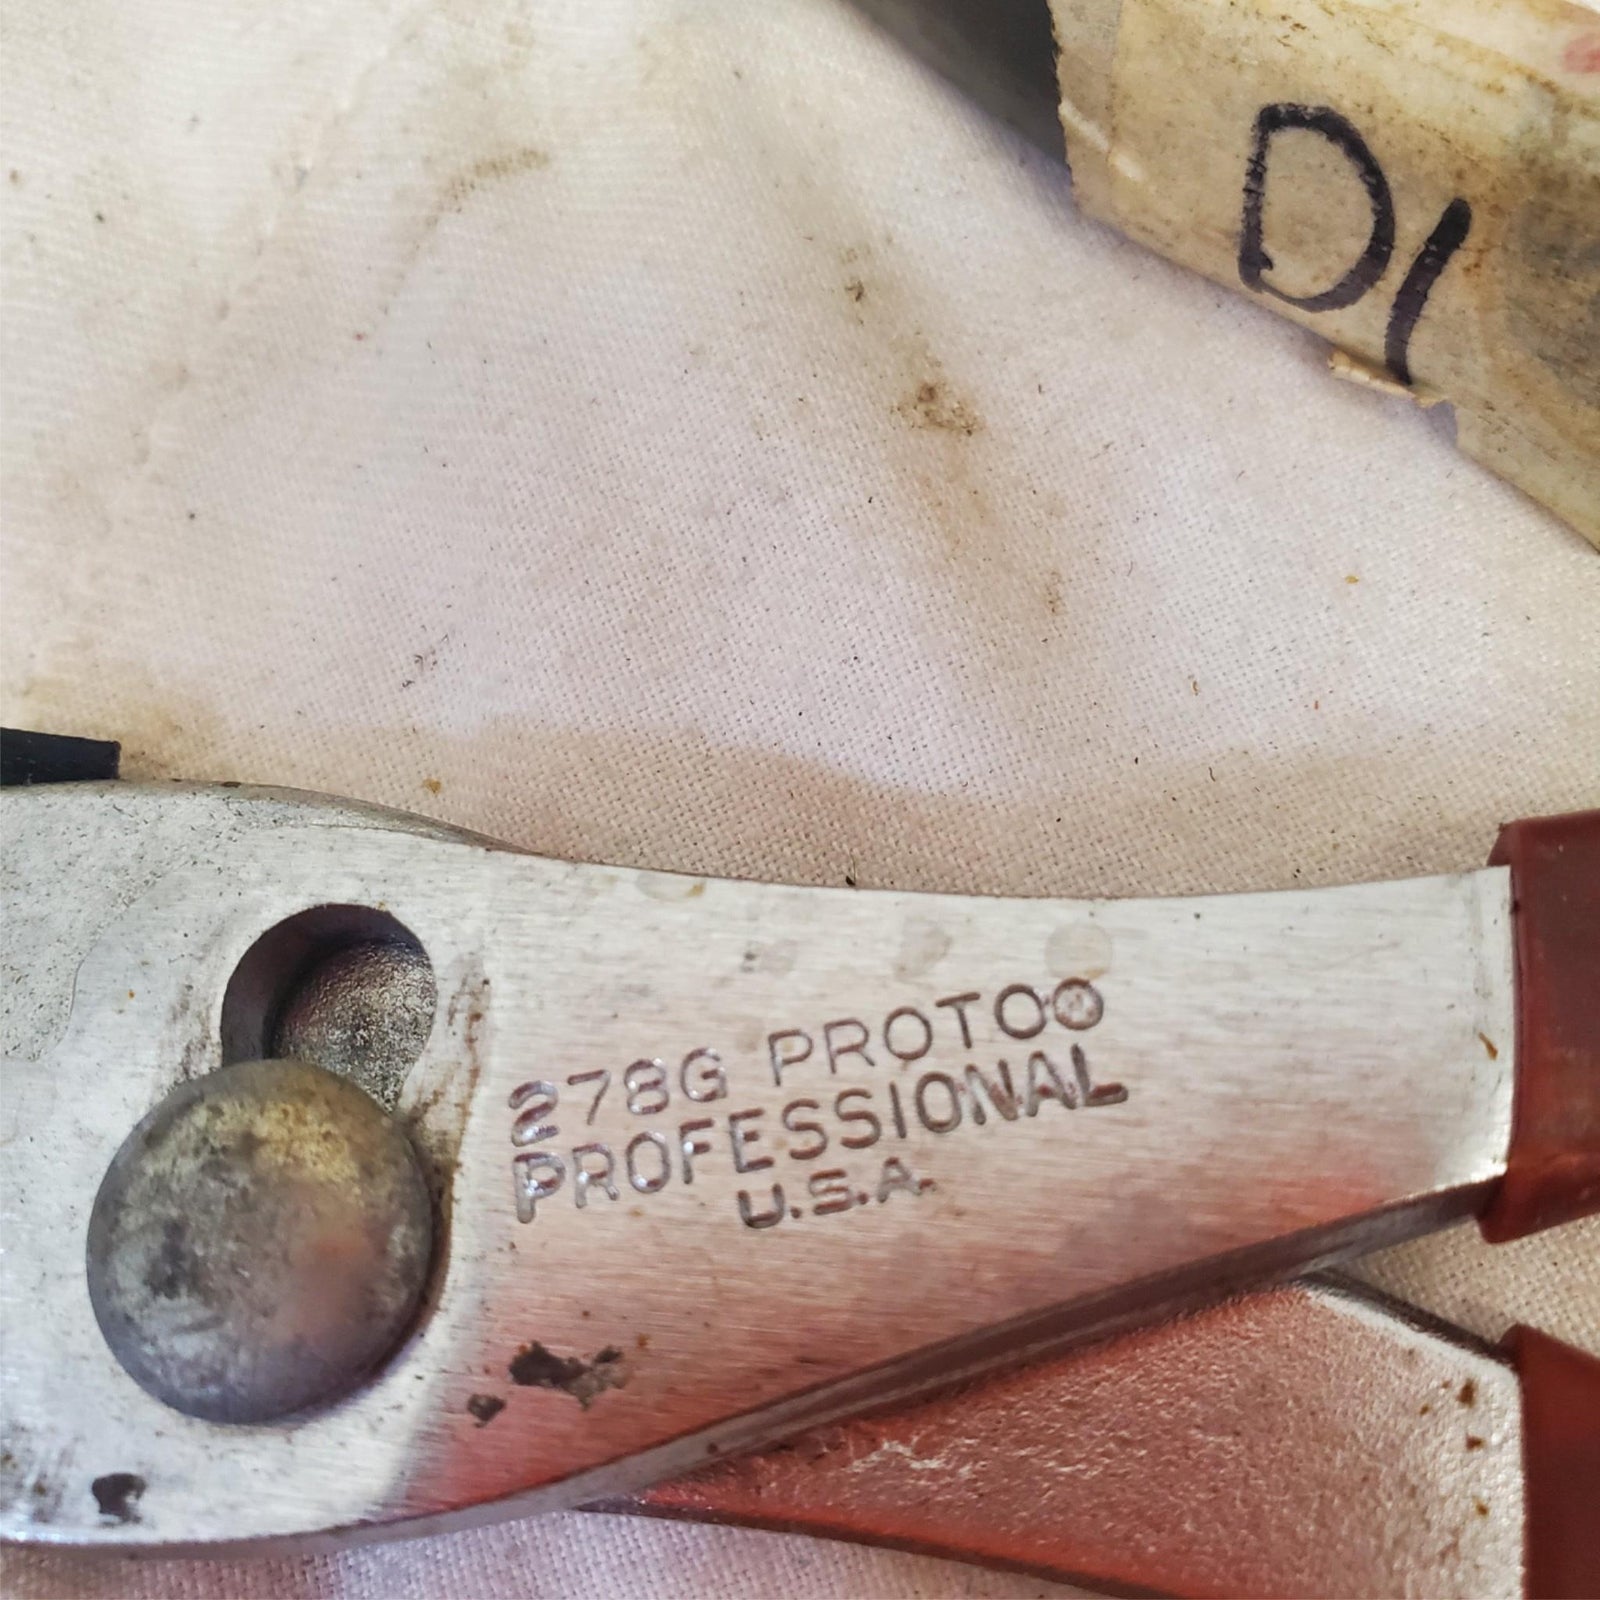 D1
278G PROTO®
PROFESSIONAL
U.S.A.